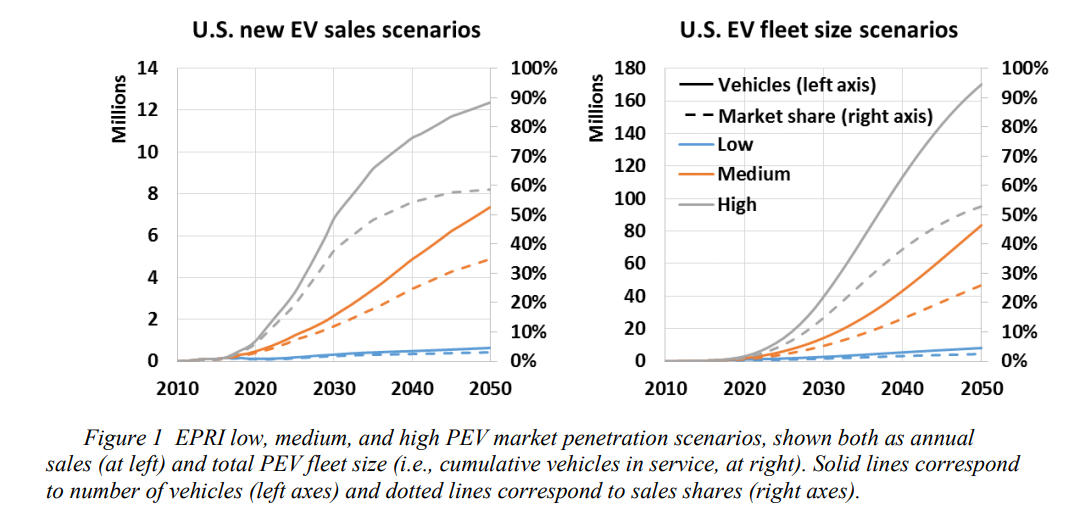 U.S. new EV sales scenarios
Millions
14
12
10
8
6
4
2
0
100%
90%
80%
70%
60%
50%
40%
30%
20%
10%
0%
2010 2020 2030 2040 2050
U.S. EV fleet size scenarios
Millions
180
160
140
120
100
80
60
40
20
0
Vehicles (left axis)
Market share (right axis)
Low
Medium
High
100%
90%
80%
70%
60%
50%
40%
30%
20%
10%
0%
2010 2020 2030 2040 2050
Figure 1 EPRI low, medium, and high PEV market penetration scenarios, shown both as annual
sales (at left) and total PEV fleet size (i.e., cumulative vehicles in service, at right). Solid lines correspond
to number of vehicles (left axes) and dotted lines correspond to sales shares (right axes).